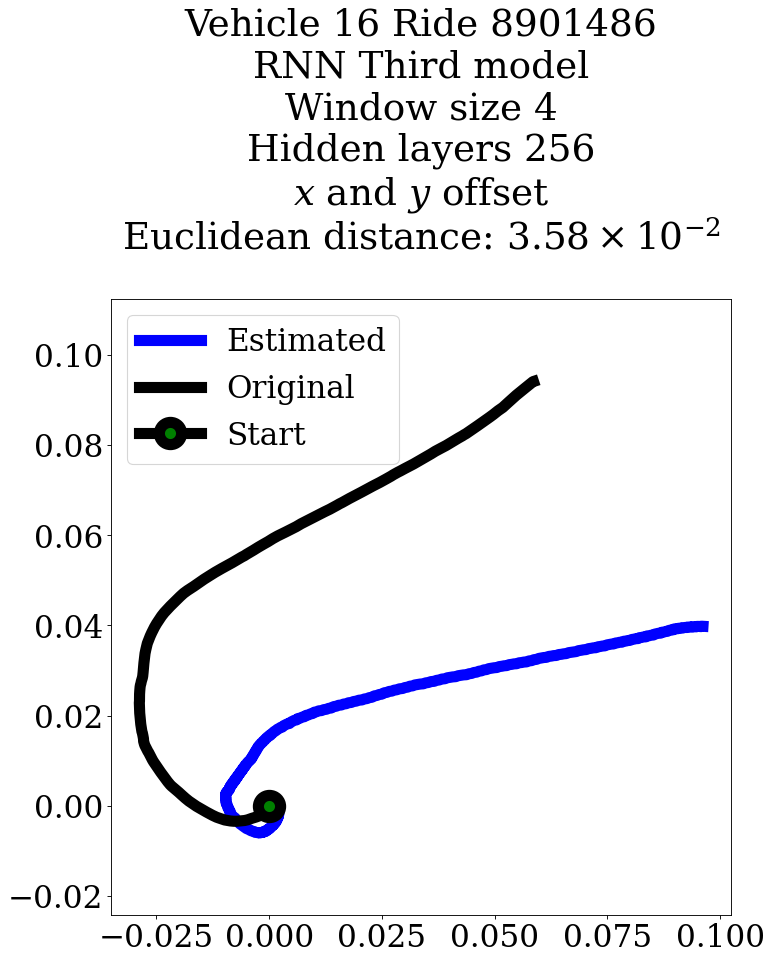 Vehicle 16 Ride 8901486
RNN Third model
Window size 4
Hidden layers 256
x and y offset
Euclidean distance: 3.58 × 10⁻²
Estimated
Original
Start
0.10
0.08
0.06
0.04
0.02
0.00
−0.02
−0.025 0.000 0.025 0.050 0.075 0.100